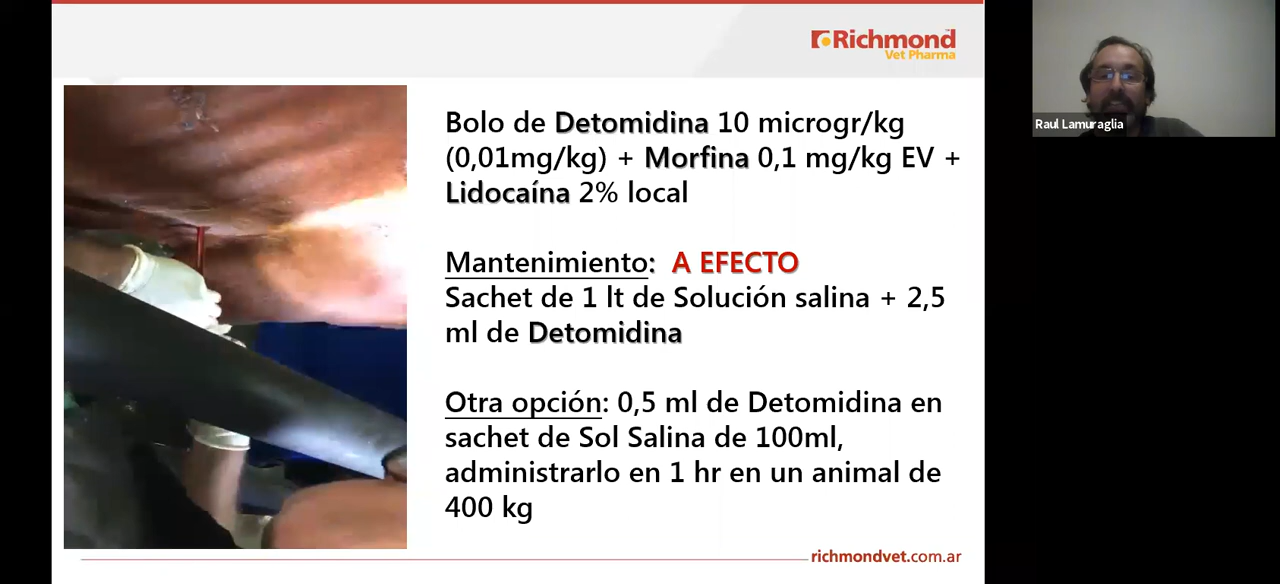 Richmond
Vet Pharma
Raul Lamuraglia
Bolo de Detomidina 10 microgr/kg
(0,01mg/kg) + Morfina 0,1 mg/kg EV +
Lidocaína 2% local
Mantenimiento: A EFECTO
Sachet de 1 lt de Solución salina + 2,5
ml de Detomidina
Otra opción: 0,5 ml de Detomidina en
sachet de Sol Salina de 100ml,
administrarlo en 1 hr en un animal de
400 kg
richmondvet.com.ar